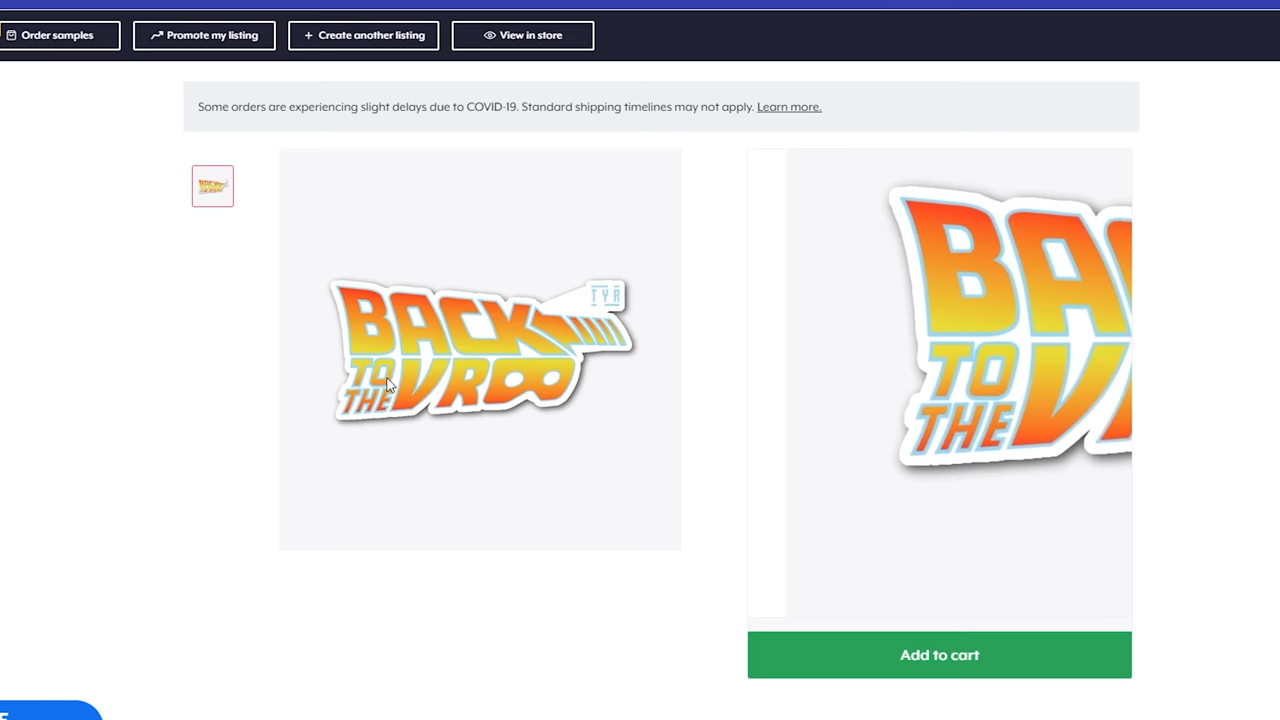 Order samples
Promote my listing
Create another listing
View in store
Some orders are experiencing slight delays due to COVID-19. Standard shipping timelines may not apply. Learn more.
BACK
TYR
TO
THE
VROO
BA
TO
THE
Add to cart